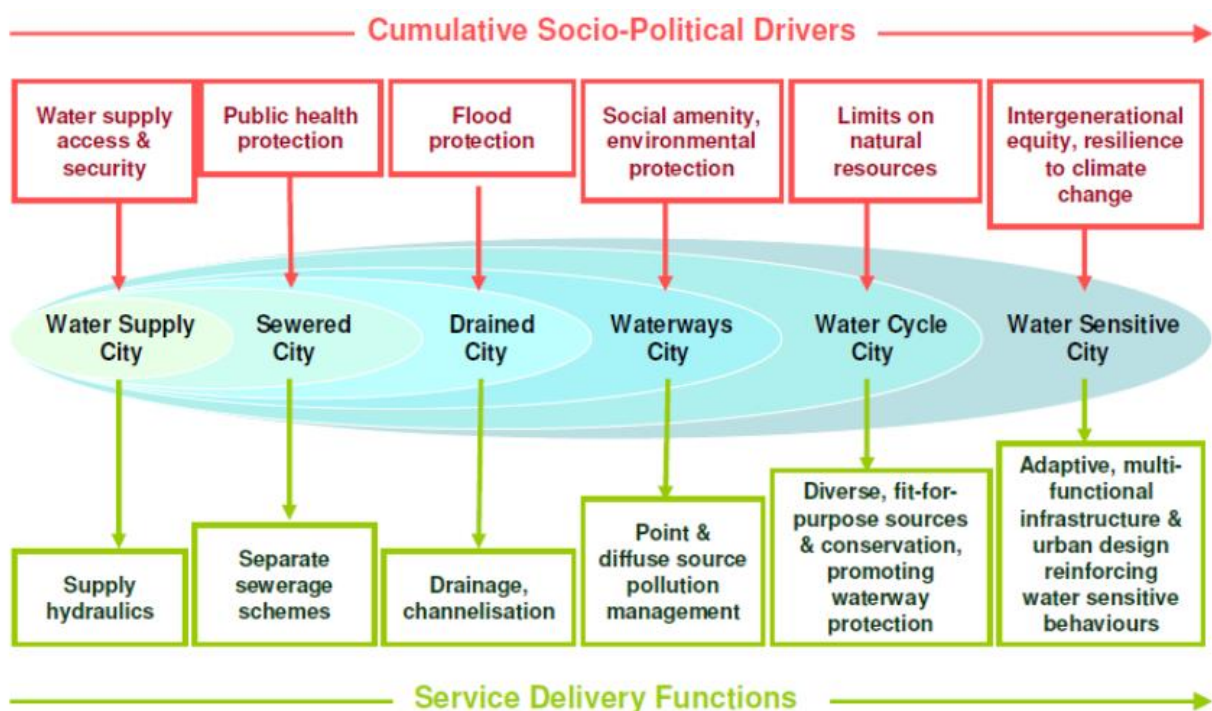 Cumulative Socio-Political Drivers
Water supply
access &
security
Public health
protection
Flood
protection
Social amenity,
environmental
protection
Limits on
natural
resources
Intergenerational
equity, resilience
to climate
change
Water Supply
City
Sewered
City
Drained
City
Waterways
City
Water Cycle
City
Water Sensitive
City
Supply
hydraulics
Separate
sewerage
schemes
Drainage,
channelisation
Point &
diffuse source
pollution
management
Diverse, fit-for-
purpose sources
& conservation,
promoting
waterway
protection
Adaptive, multi-
functional
infrastructure &
urban design
reinforcing
water sensitive
behaviours
Service Delivery Functions